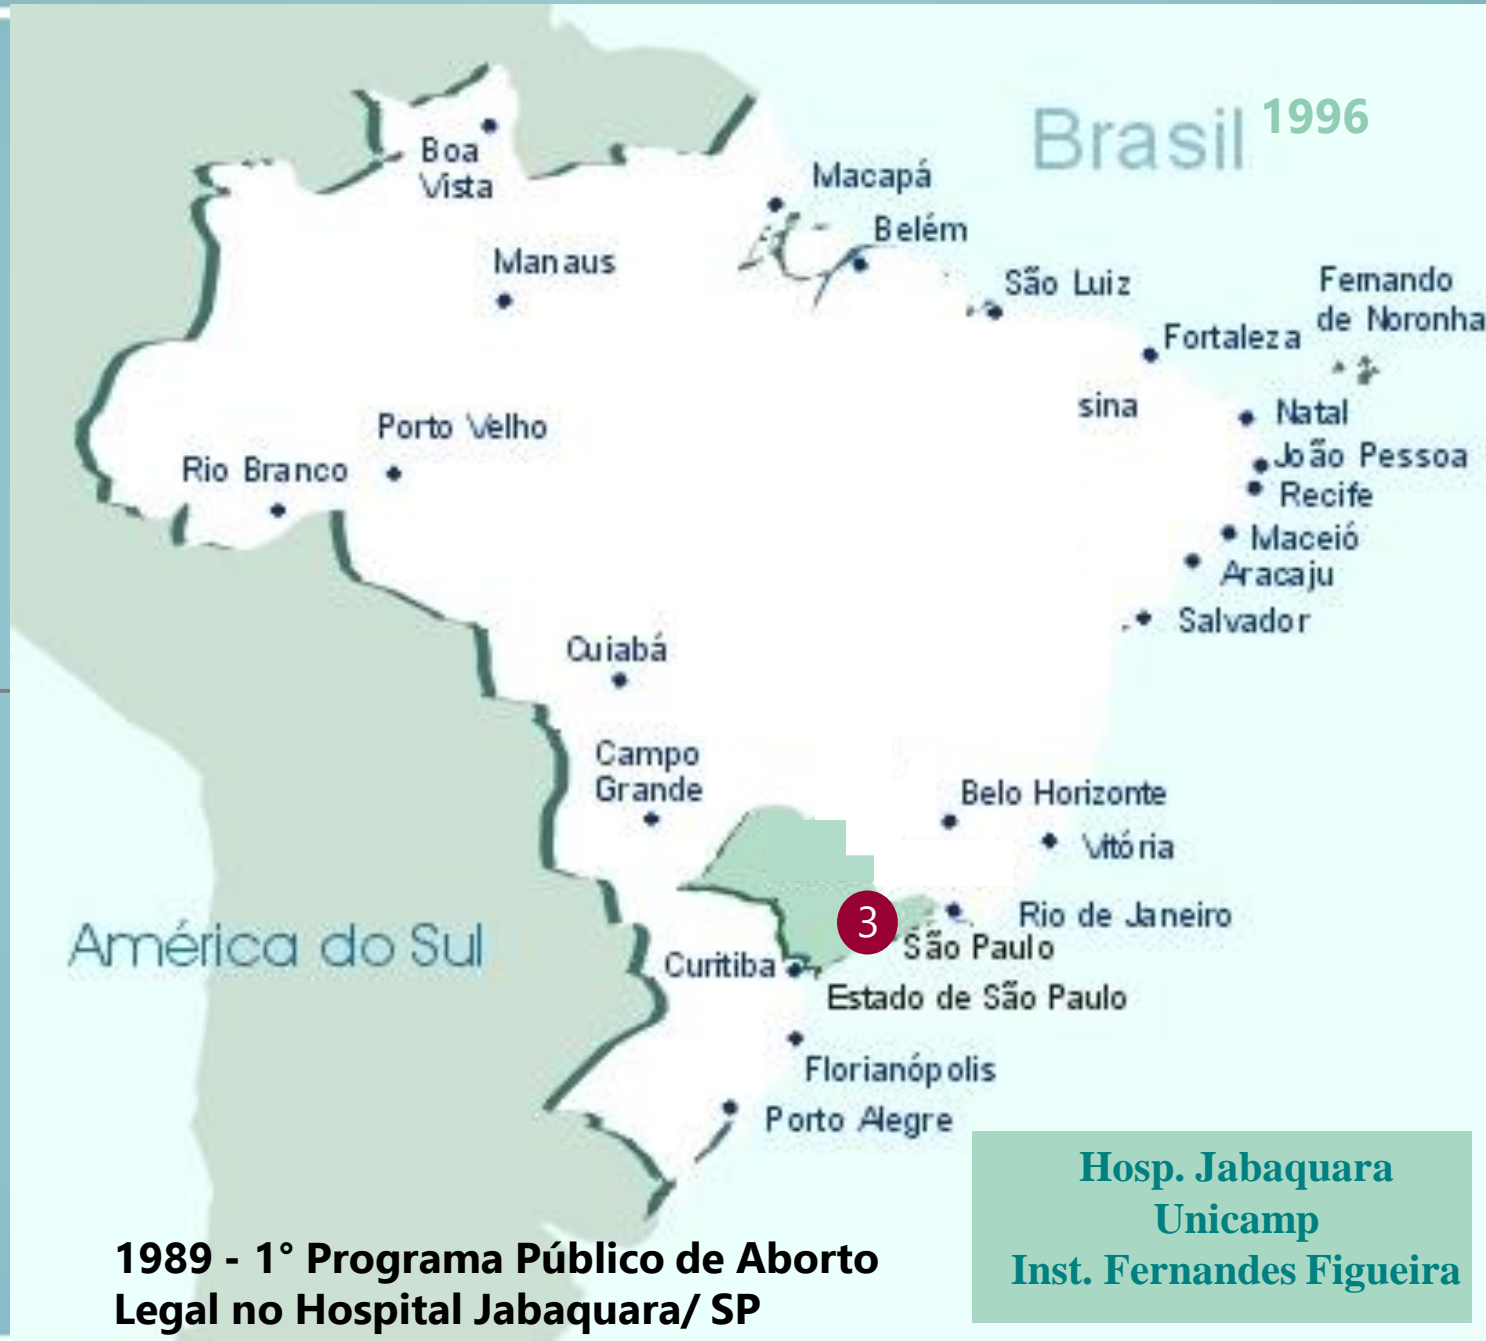 Brasil 1996
Boa
Vista
Macapá
Belém
Manaus
São Luiz
Fernando
de Noronha
Fortaleza
sina
Natal
Porto Velho
João Pessoa
Rio Branco
Recife
Maceió
Aracaju
Salvador
Cuiabá
Campo
Grande
Belo Horizonte
Vitória
América do Sul
3
Rio de Janeiro
São Paulo
Curitiba
Estado de São Paulo
Florianópolis
Porto Alegre
Hosp. Jabaquara
Unicamp
Inst. Fernandes Figueira
1989 - 1° Programa Público de Aborto
Legal no Hospital Jabaquara/ SP